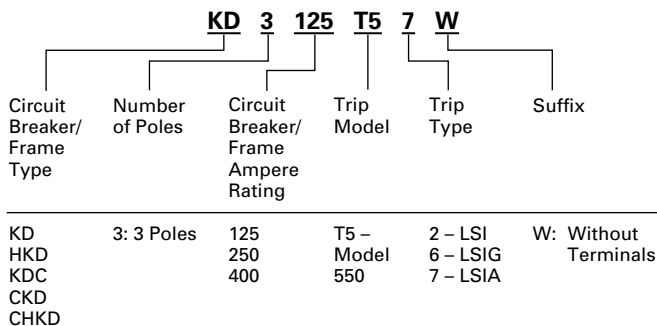 KD 3 125 T5 7 W
Circuit Breaker/ Frame Type
Number of Poles
Circuit Breaker/ Frame Ampere Rating
Trip Model
Trip Type
Suffix
KD 3: 3 Poles 125 T5 – 2 – LSI W: Without
HKD 250 Model 6 – LSIG Terminals
KDC 400 550 7 – LSIA
CKD
CHKD